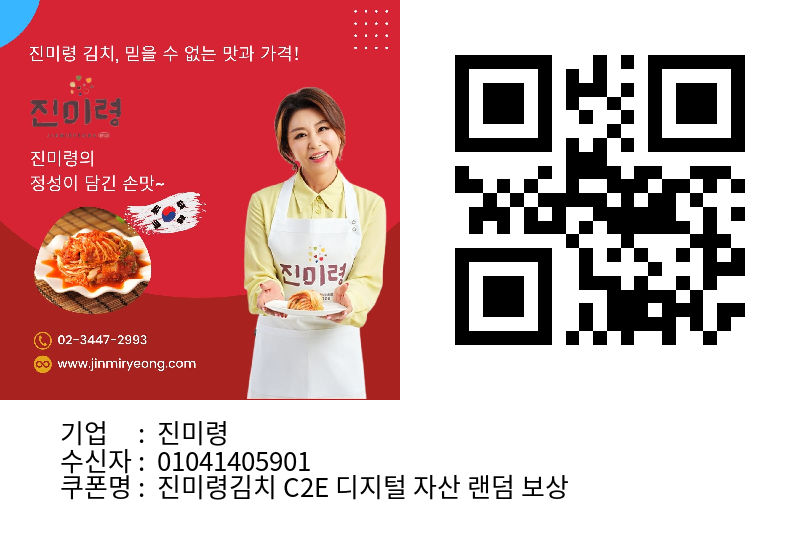 진미령 김치, 믿을 수 없는 맛과 가격!
진미령
진미령의
정성이 담긴 손맛~
진미령
02-3447-2993
www.jinmiryeong.com
기업 : 진미령
수신자 : 01041405901
쿠폰명 : 진미령김치 C2E 디지털 자산 랜덤 보상